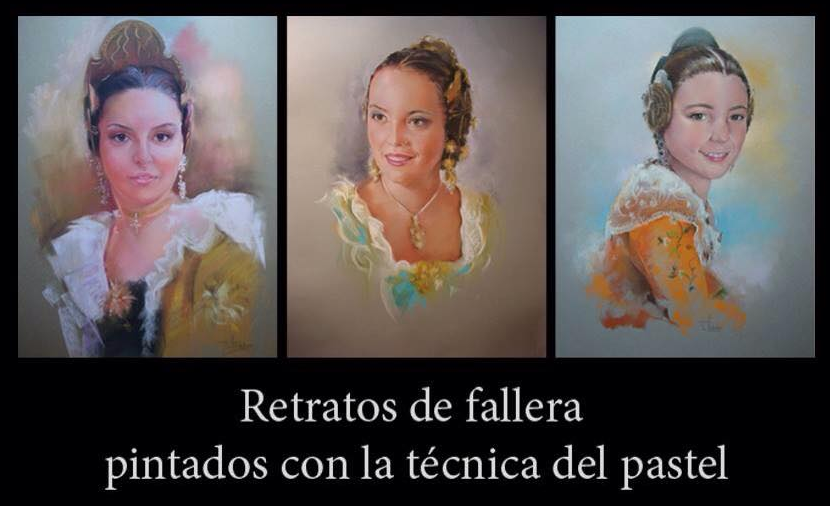 Retratos de fallera
pintados con la técnica del pastel